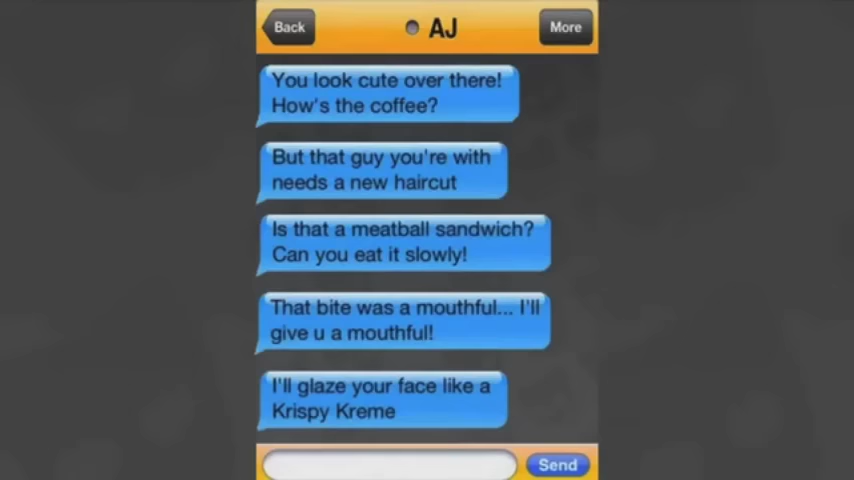 Back
AJ
More
You look cute over there!
How's the coffee?
But that guy you're with
needs a new haircut
Is that a meatball sandwich?
Can you eat it slowly!
That bite was a mouthful... I'll
give u a mouthful!
I'll glaze your face like a
Krispy Kreme
Send